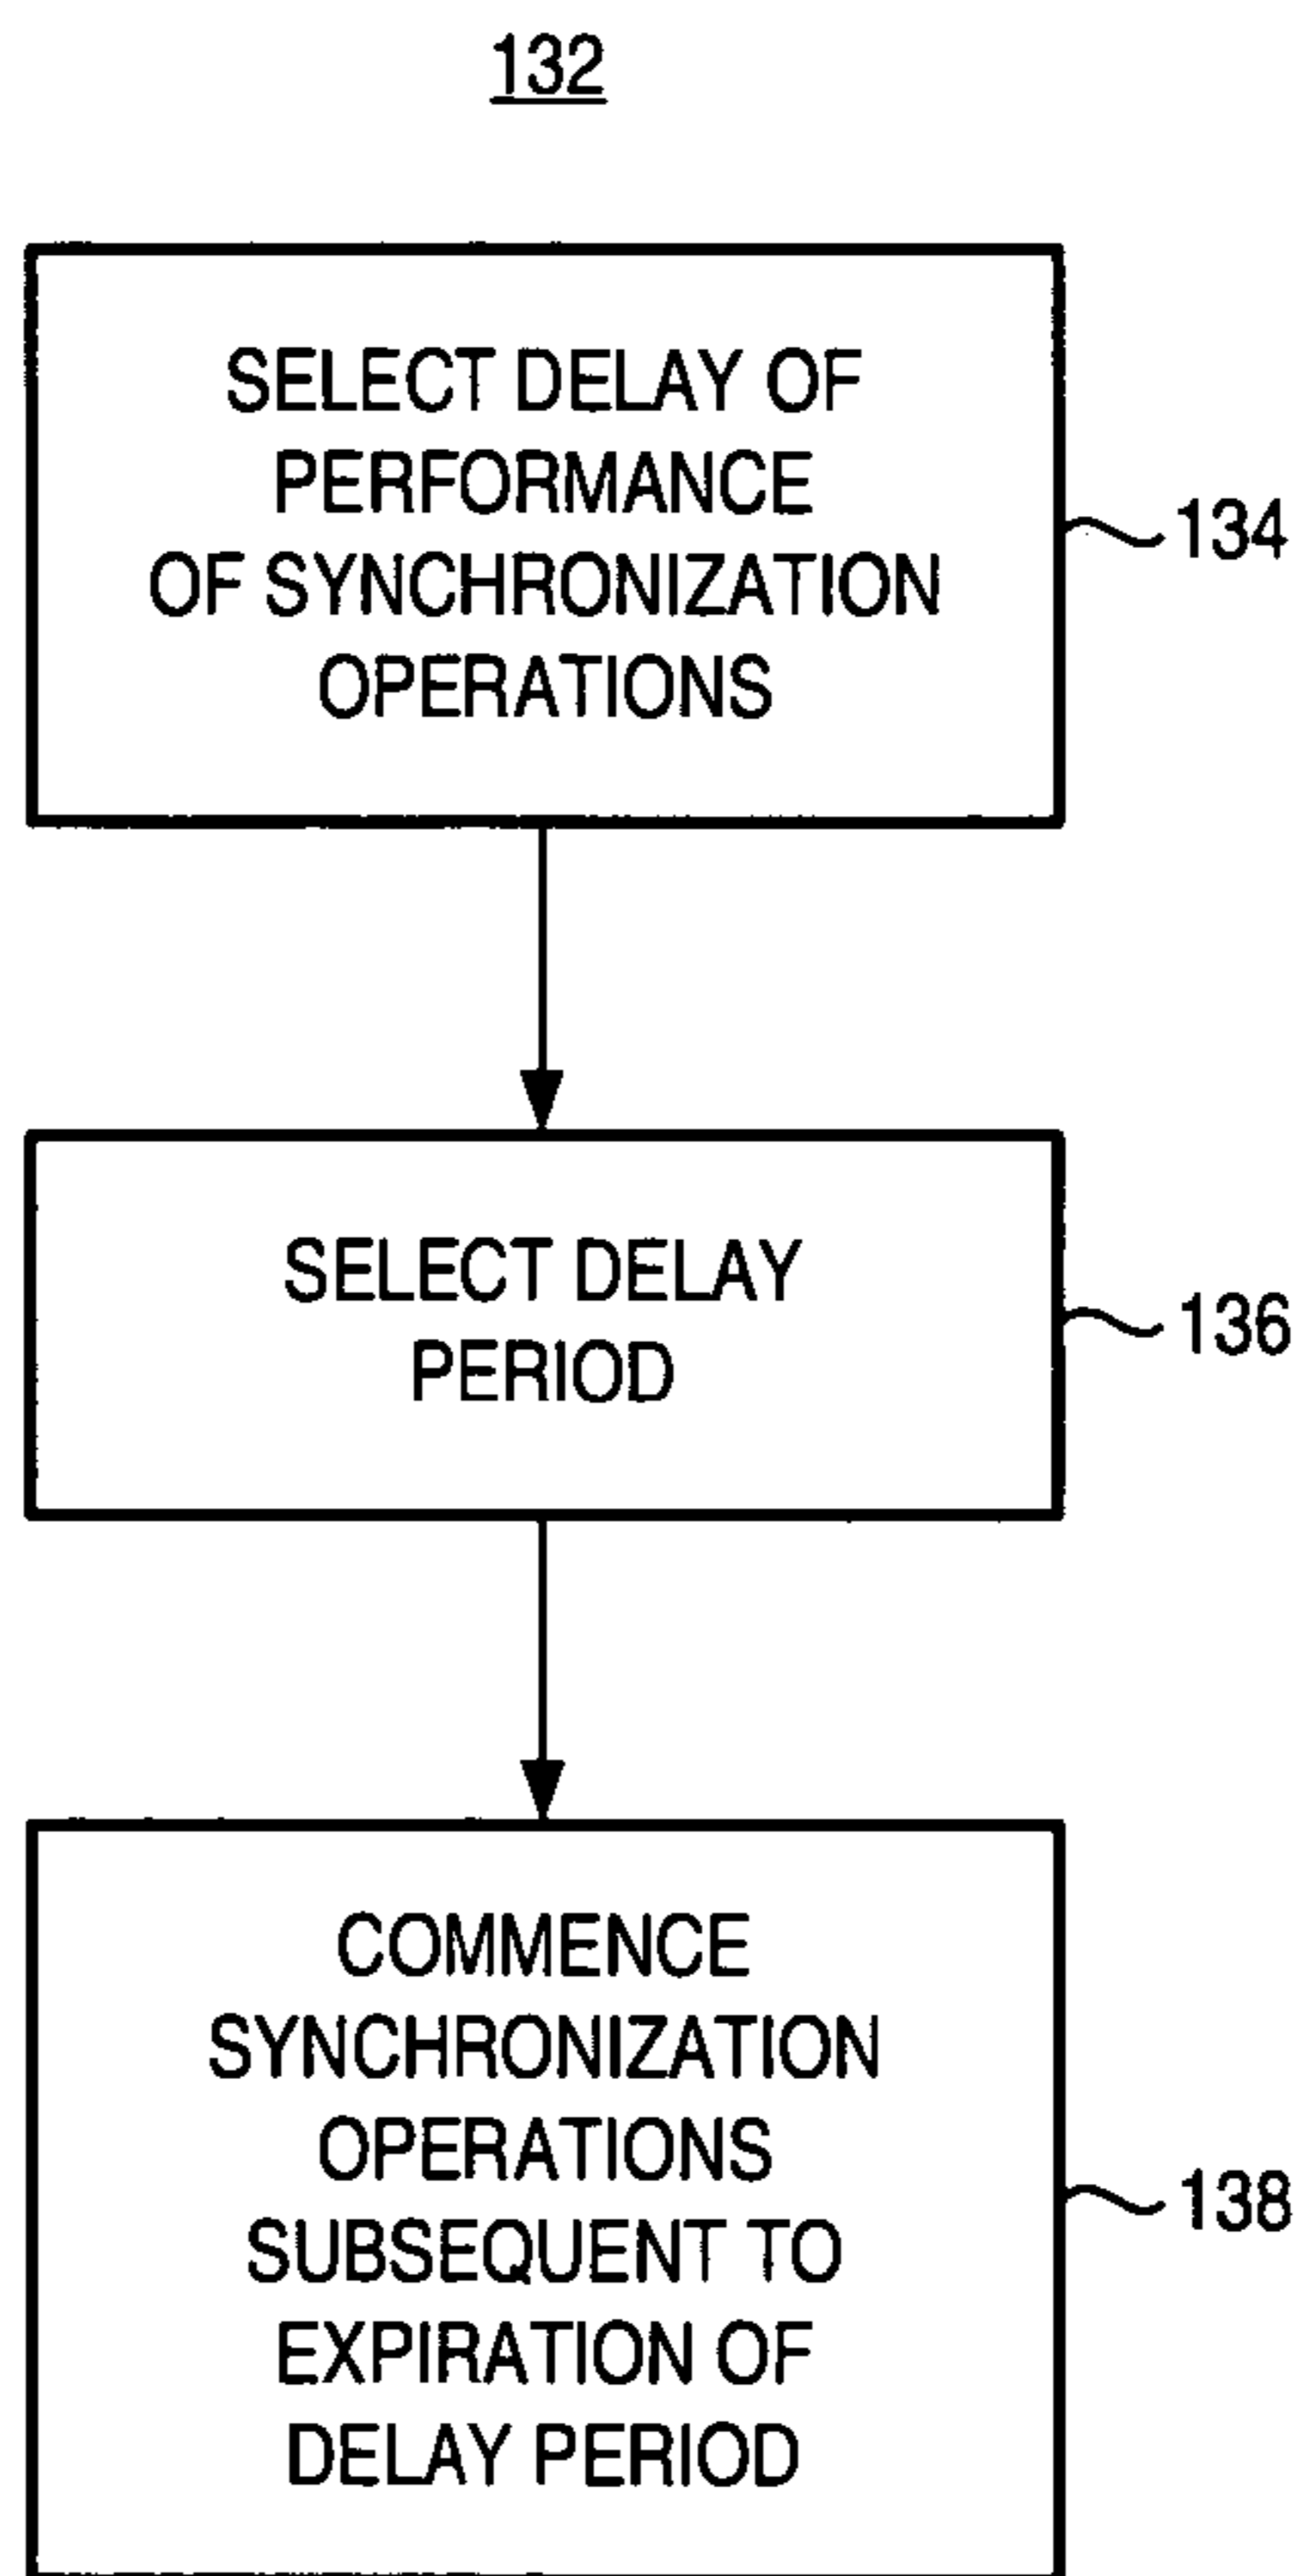 132
SELECT DELAY OF
PERFORMANCE
OF SYNCHRONIZATION
OPERATIONS
134
SELECT DELAY
PERIOD
136
COMMENCE
SYNCHRONIZATION
OPERATIONS
SUBSEQUENT TO
EXPIRATION OF
DELAY PERIOD
138